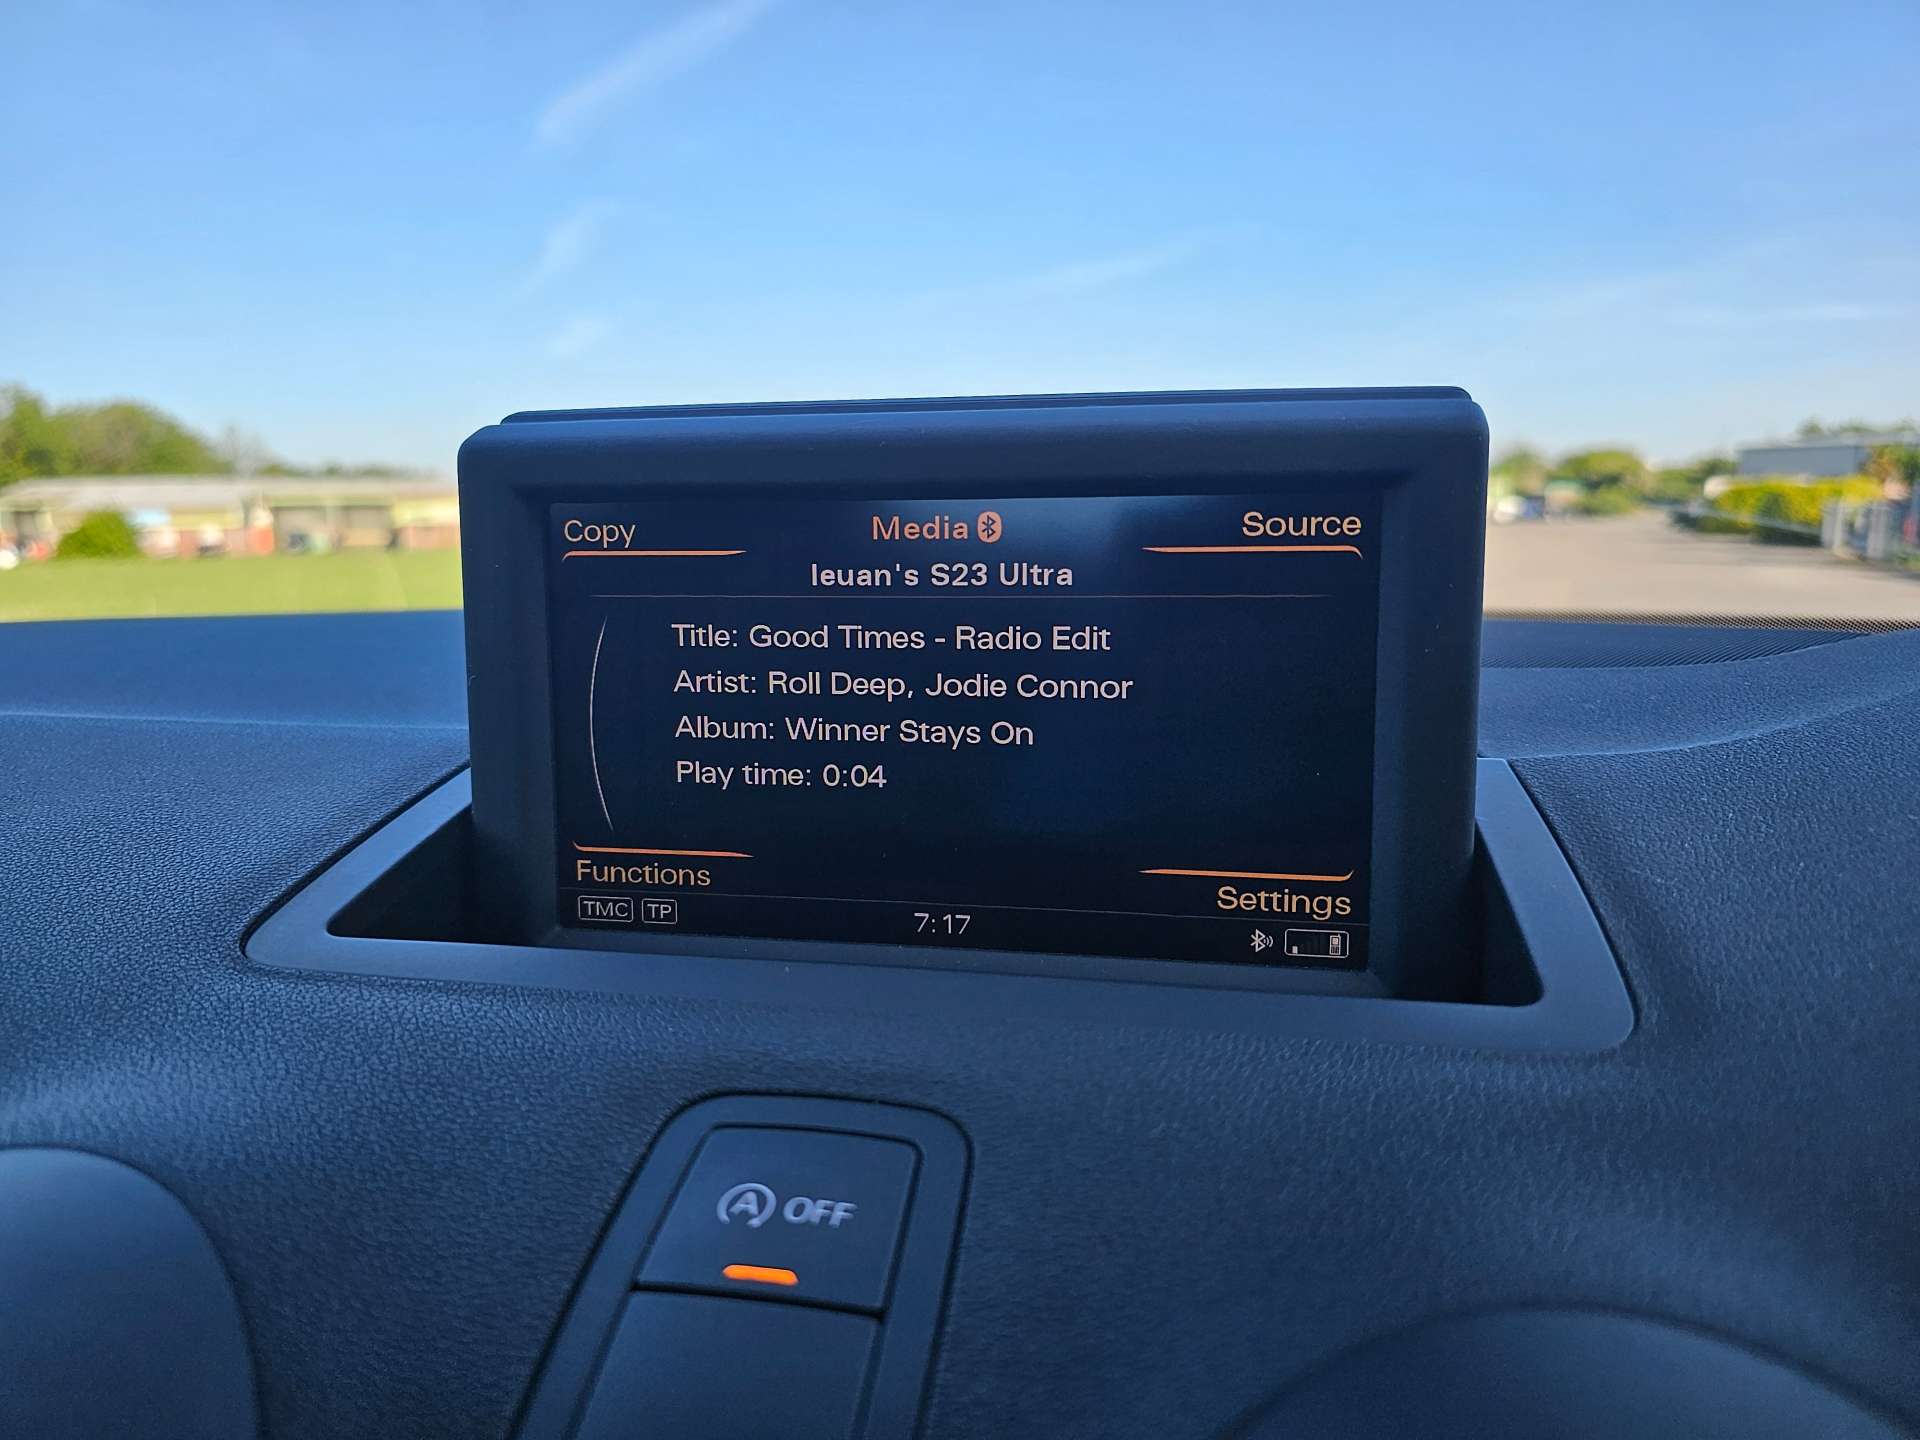 Copy Media Source
Ieuan's S23 Ultra
Title: Good Times - Radio Edit
Artist: Roll Deep, Jodie Connor
Album: Winner Stays On
Play time: 0:04
Functions Settings
TMC TP 7:17
A OFF